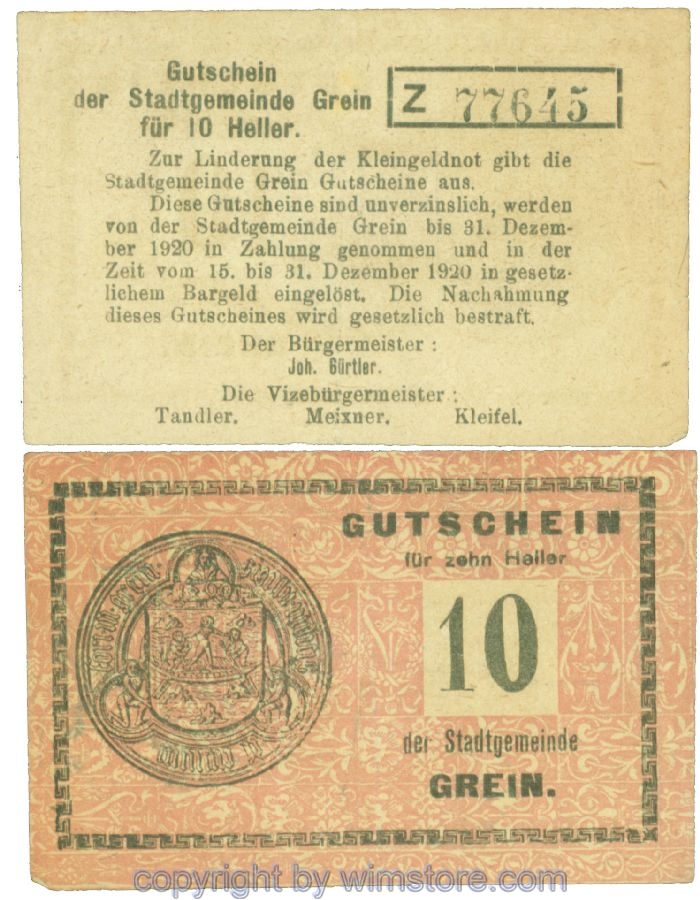 Gutschein
der Stadtgemeinde Grein
für 10 Heller.
Z 77645
Zur Linderung der Kleingeldnot gibt die
Stadtgemeinde Grein Gutscheine aus.
Diese Gutscheine sind unverzinslich, werden
von der Stadtgemeinde Grein bis 31. Dezem-
ber 1920 in Zahlung genommen und in der
Zeit vom 15. bis 31. Dezember 1920 in gesetz-
lichem Bargeld eingelöst. Die Nachahmung
dieses Gutscheines wird gesetzlich bestraft.
Der Bürgermeister :
Joh. Gürtler.
Die Vizebürgermeister :
Tandler. Meixner. Kleifel.
GUTSCHEIN
für zehn Heller
10
der Stadtgemeinde
GREIN.
copyright by wimstore.com